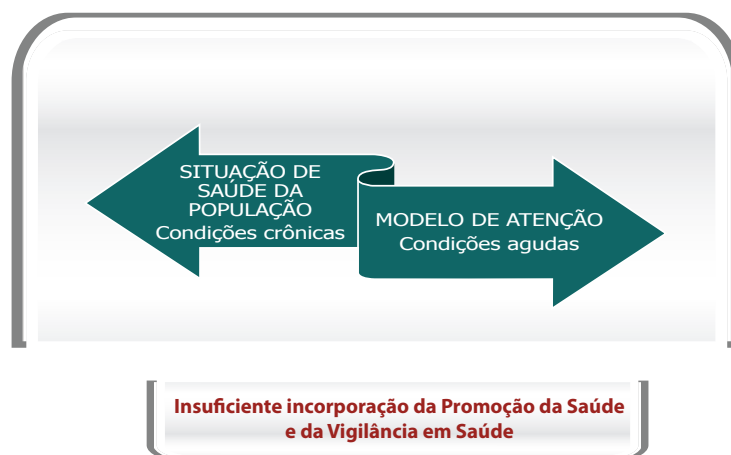 SITUAÇÃO DE
SAÚDE DA
POPULAÇÃO
Condições crônicas
MODELO DE ATENÇÃO
Condições agudas
Insuficiente incorporação da Promoção da Saúde
e da Vigilância em Saúde